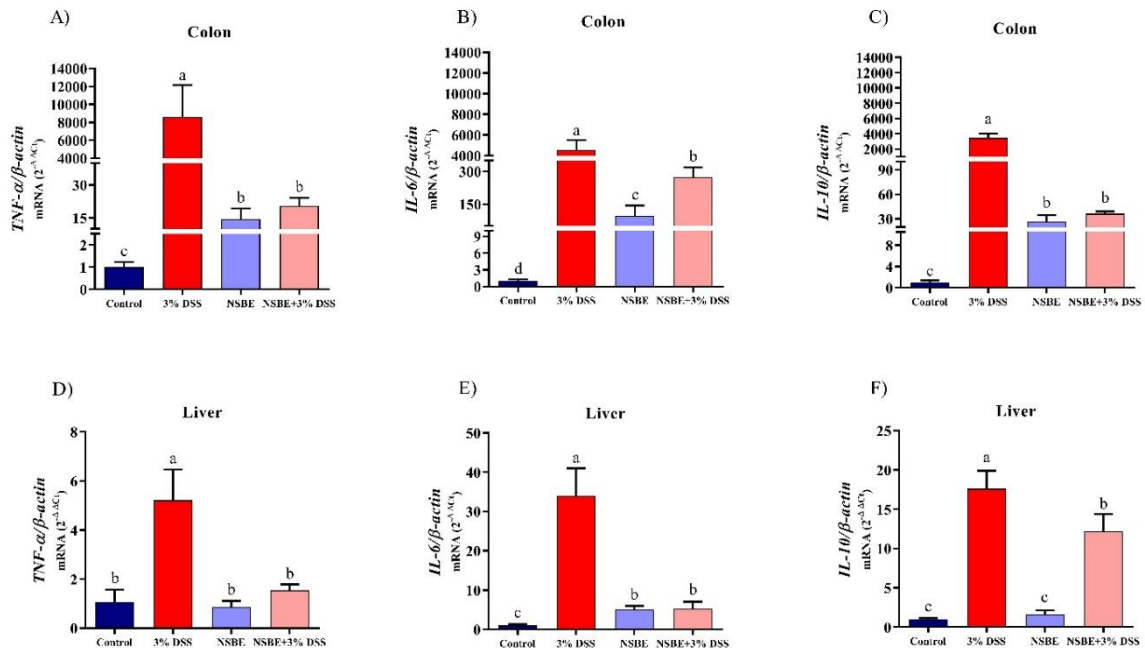 A)
Colon
TNF-α/β-actin
mRNA (2^-ΔΔCt)
14000
12000
10000
8000
6000
4000
30
15
2
1
0
a
b
b
c
Control 3% DSS NSBE NSBE+3% DSS
B)
Colon
IL-6/β-actin
mRNA (2^-ΔΔCt)
14000
12000
10000
8000
6000
4000
300
150
9
6
3
0
a
b
c
d
Control 3% DSS NSBE NSBE+3% DSS
C)
Colon
IL-10/β-actin
mRNA (2^-ΔΔCt)
14000
12000
10000
8000
6000
4000
2000
90
30
8
4
0
a
b
b
c
Control 3% DSS NSBE NSBE+3% DSS
D)
Liver
TNF-α/β-actin
mRNA (2^-ΔΔCt)
8
6
4
2
0
b
a
b
b
Control 3% DSS NSBE NSBE+3% DSS
E)
Liver
IL-6/β-actin
mRNA (2^-ΔΔCt)
50
40
30
20
10
0
c
a
b
b
Control 3% DSS NSBE NSBE+3% DSS
F)
Liver
IL-10/β-actin
mRNA (2^-ΔΔCt)
25
20
15
10
5
0
c
a
c
b
Control 3% DSS NSBE NSBE+3% DSS